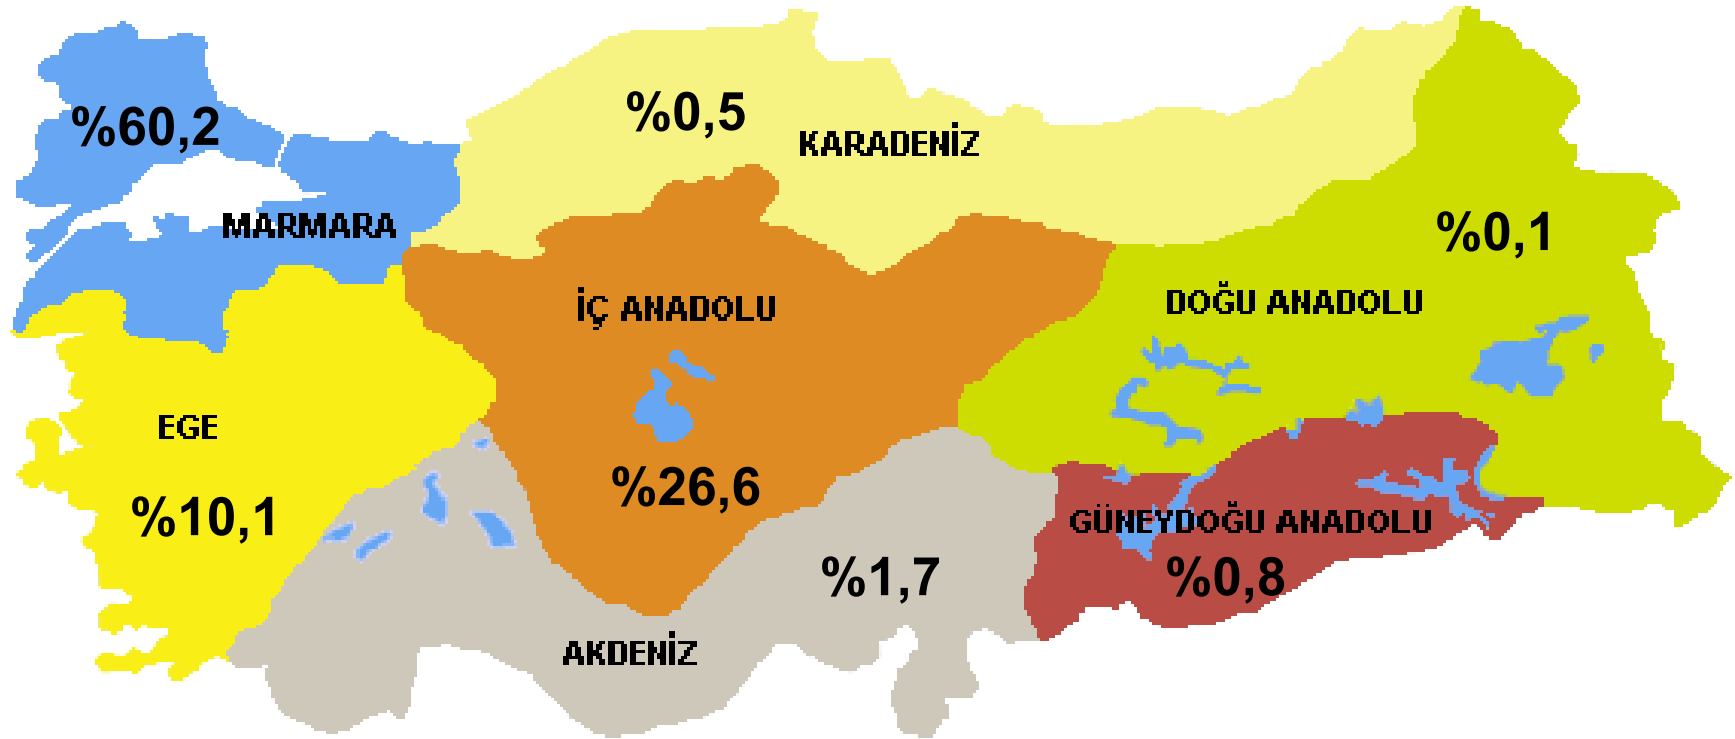 %60,2
MARMARA
%0,5
KARADENİZ
%0,1
DOĞU ANADOLU
İÇ ANADOLU
%26,6
EGE
%10,1
%1,7
AKDENİZ
GÜNEYDOĞU ANADOLU
%0,8